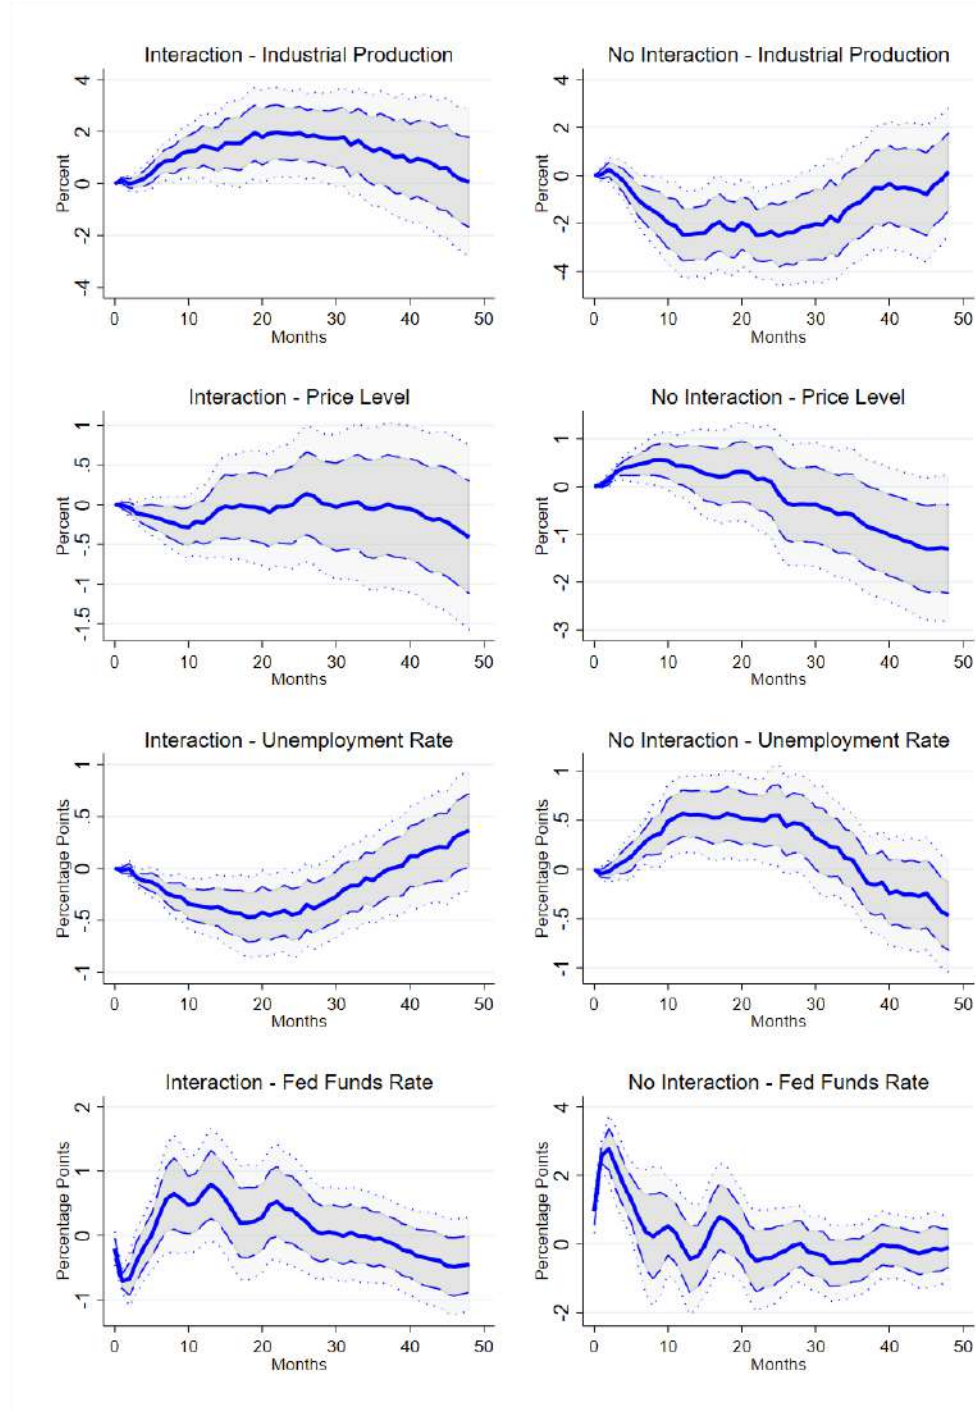 Interaction - Industrial Production
Percent
4
2
0
-2
-4
0 10 20 30 40 50
Months
No Interaction - Industrial Production
Percent
4
2
0
-2
-4
0 10 20 30 40 50
Months
Interaction - Price Level
Percent
1
.5
0
-.5
-1
-1.5
0 10 20 30 40 50
Months
No Interaction - Price Level
Percent
1
0
-1
-2
-3
0 10 20 30 40 50
Months
Interaction - Unemployment Rate
Percentage Points
1
.5
0
-.5
-1
0 10 20 30 40 50
Months
No Interaction - Unemployment Rate
Percentage Points
1
.5
0
-.5
-1
0 10 20 30 40 50
Months
Interaction - Fed Funds Rate
Percentage Points
2
1
0
-1
0 10 20 30 40 50
Months
No Interaction - Fed Funds Rate
Percentage Points
4
2
0
-2
0 10 20 30 40 50
Months